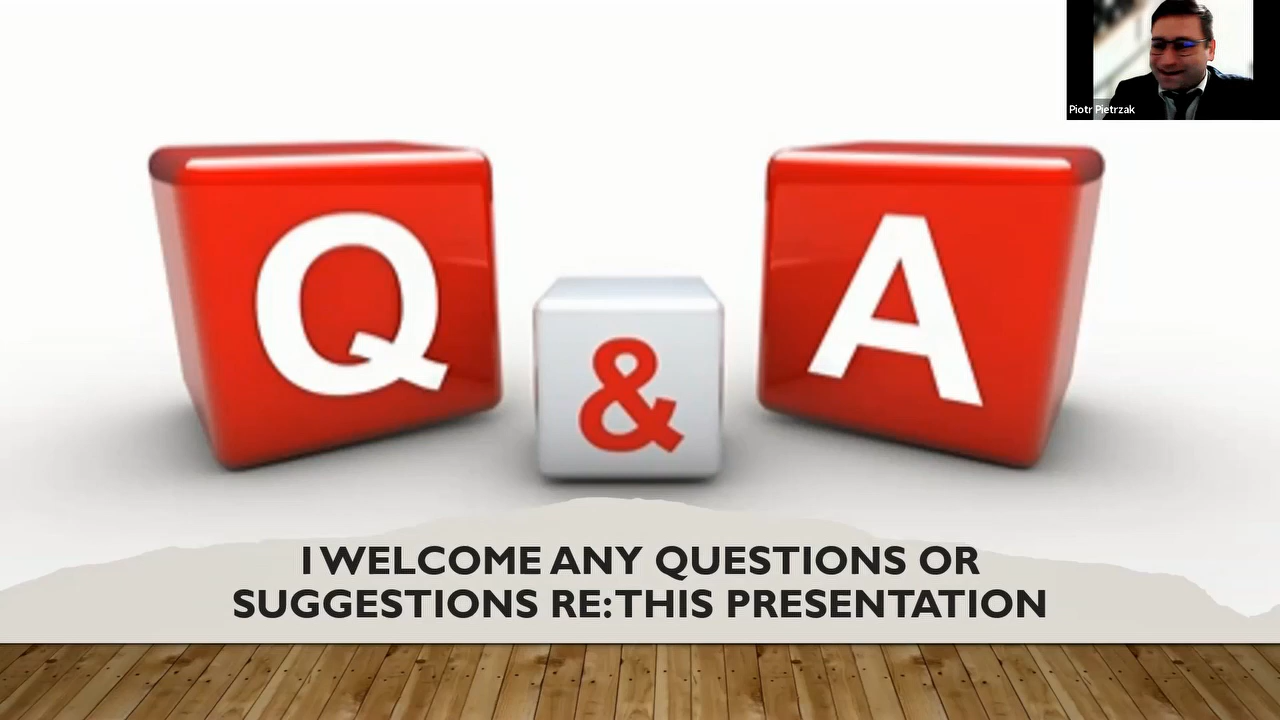 Piotr Pietrzak
Q & A
I WELCOME ANY QUESTIONS OR
SUGGESTIONS RE: THIS PRESENTATION